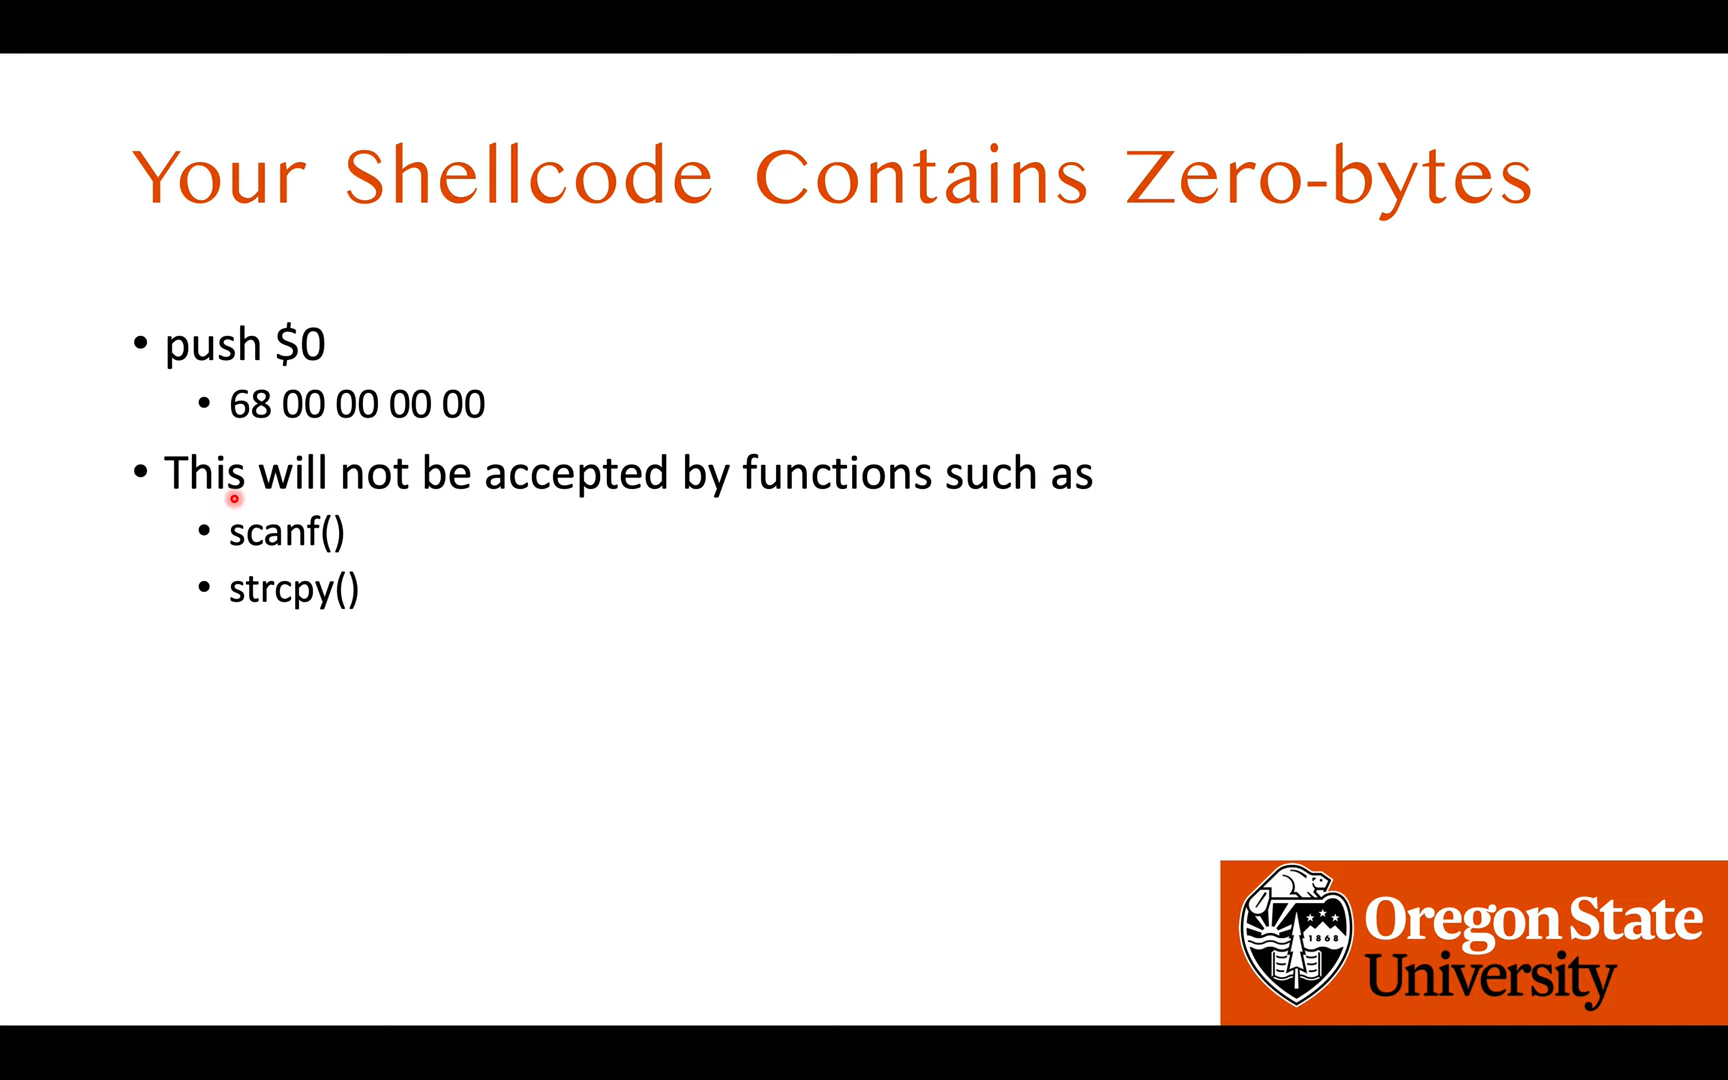 Your Shellcode Contains Zero-bytes
• push $0
• 68 00 00 00 00
• This will not be accepted by functions such as
• scanf()
• strcpy()
1868
Oregon State
University